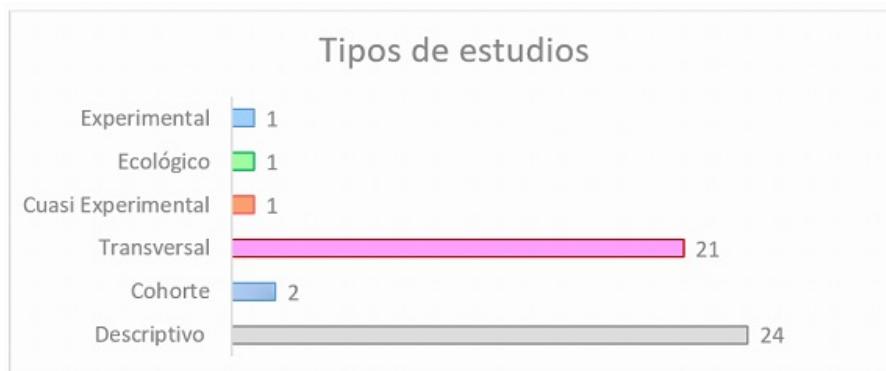 Tipos de estudios
Experimental 1
Ecológico 1
Cuasi Experimental 1
Transversal 21
Cohorte 2
Descriptivo 24